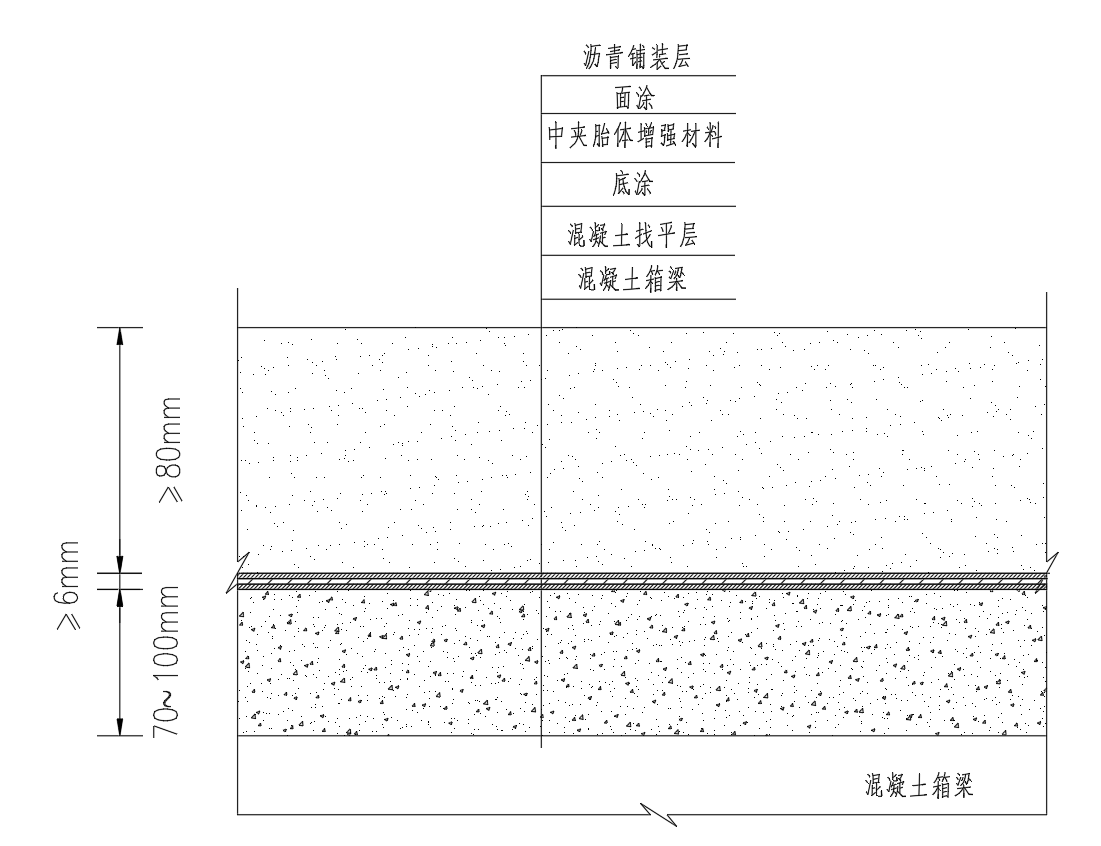 沥青铺装层
面涂
中夹胎体增强材料
底涂
混凝土找平层
混凝土箱梁
≥80mm
≥6mm
70~100mm
混凝土箱梁